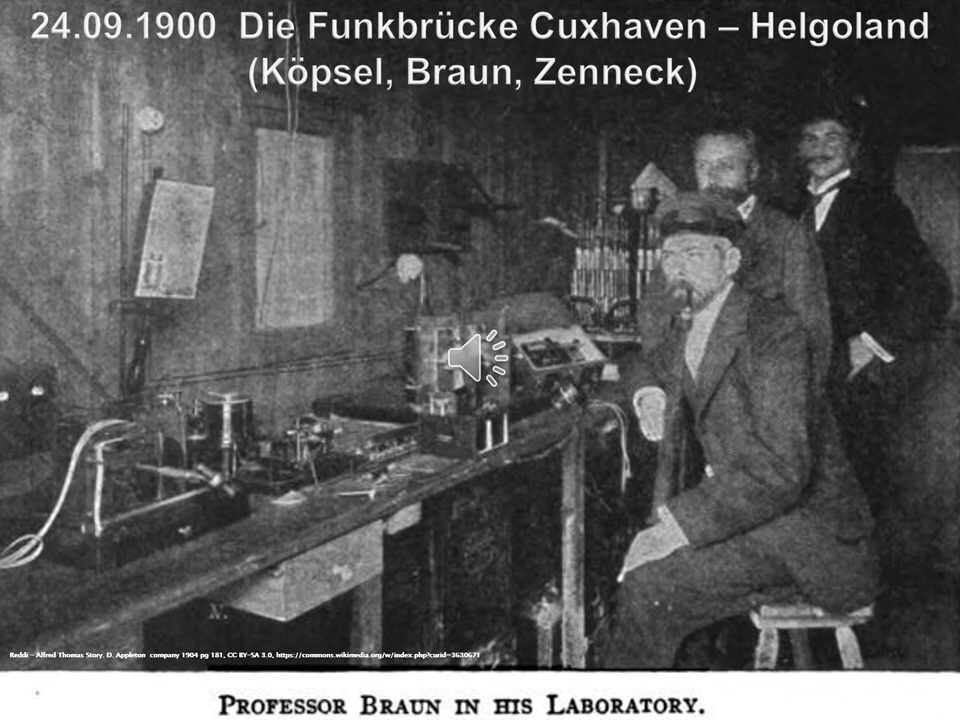 24.09.1900 Die Funkbrücke Cuxhaven – Helgoland
(Köpsel, Braun, Zenneck)
Reddi – Alfred Thomas Story. D. Appleton company 1904 pg 181, CC BY-SA 3.0, https://commons.wikimedia.org/w/index.php?curid=3630671
PROFESSOR BRAUN IN HIS LABORATORY.